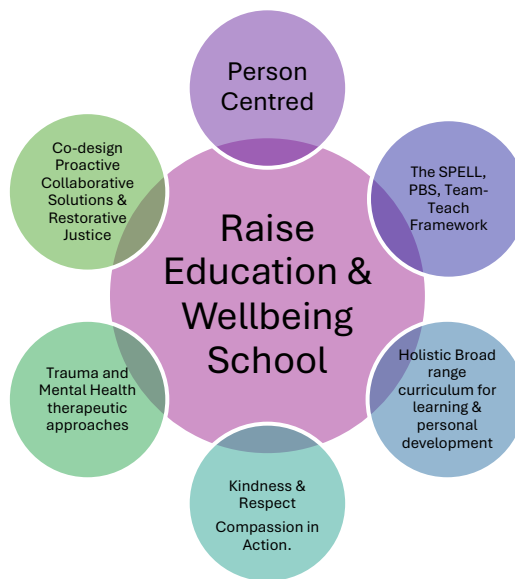 Person
Centred
Co-design
Proactive
Collaborative
Solutions &
Restorative
Justice
The SPELL,
PBS, Team-
Teach
Framework
Raise
Education &
Wellbeing
School
Trauma and
Mental Health
therapeutic
approaches
Holistic Broad
range
curriculum for
learning &
personal
development
Kindness &
Respect
Compassion in
Action.